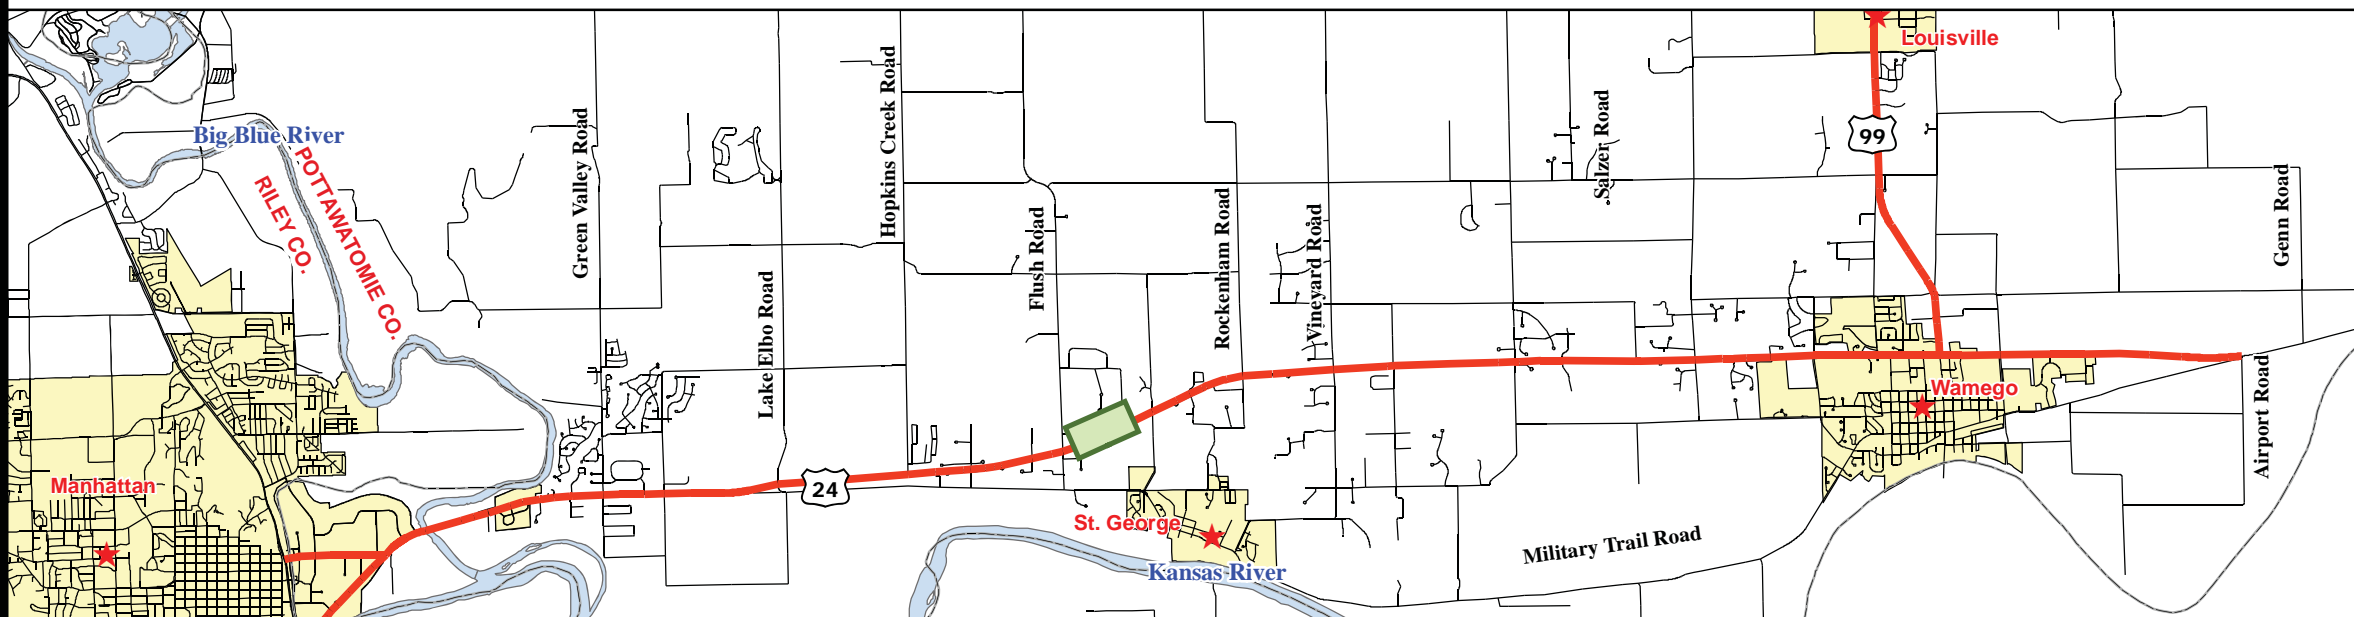 Louisville
99
Big Blue River
POTTAWATOMIE CO.
RILEY CO.
Green Valley Road
Hopkins Creek Road
Salzer Road
Genn Road
Flush Road
Rockenham Road
Vineyard Road
Lake Elbo Road
Airport Road
Wamego
Manhattan
24
St. George
Military Trail Road
Kansas River